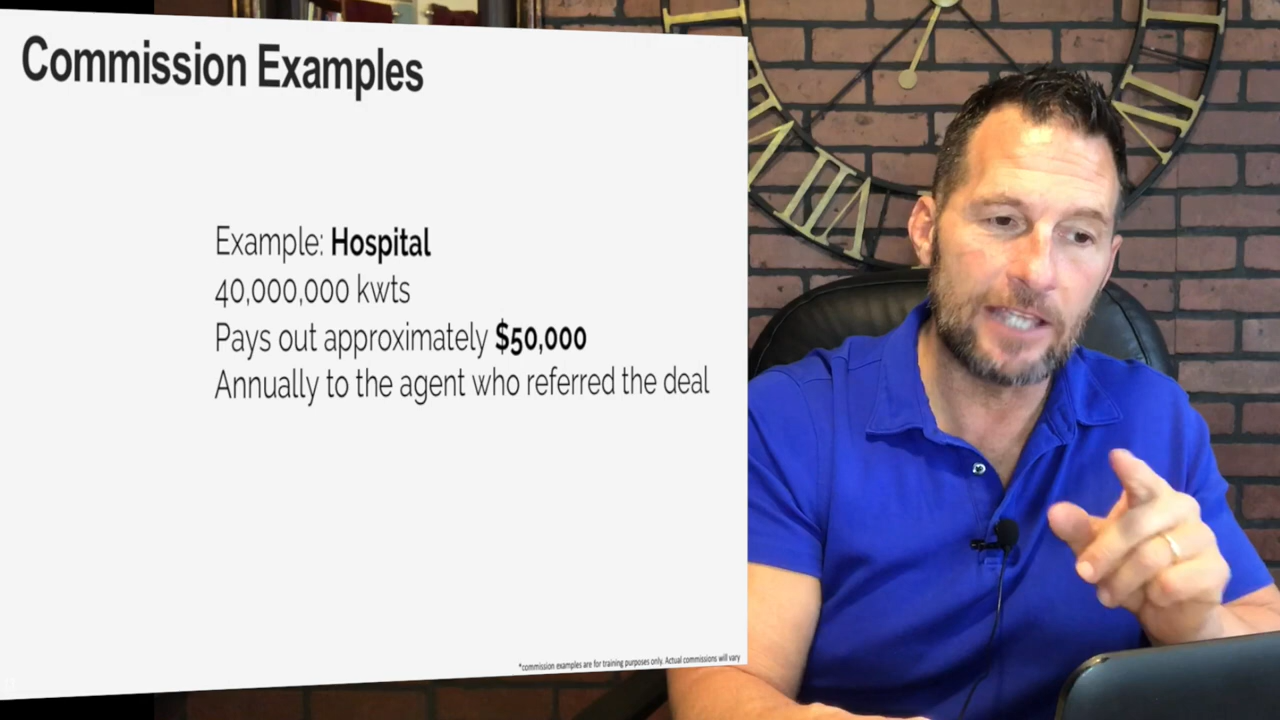 Commission Examples
Example: Hospital
40,000,000 kwts
Pays out approximately $50,000
Annually to the agent who referred the deal
*commission examples are for training purposes only. Actual commissions will vary